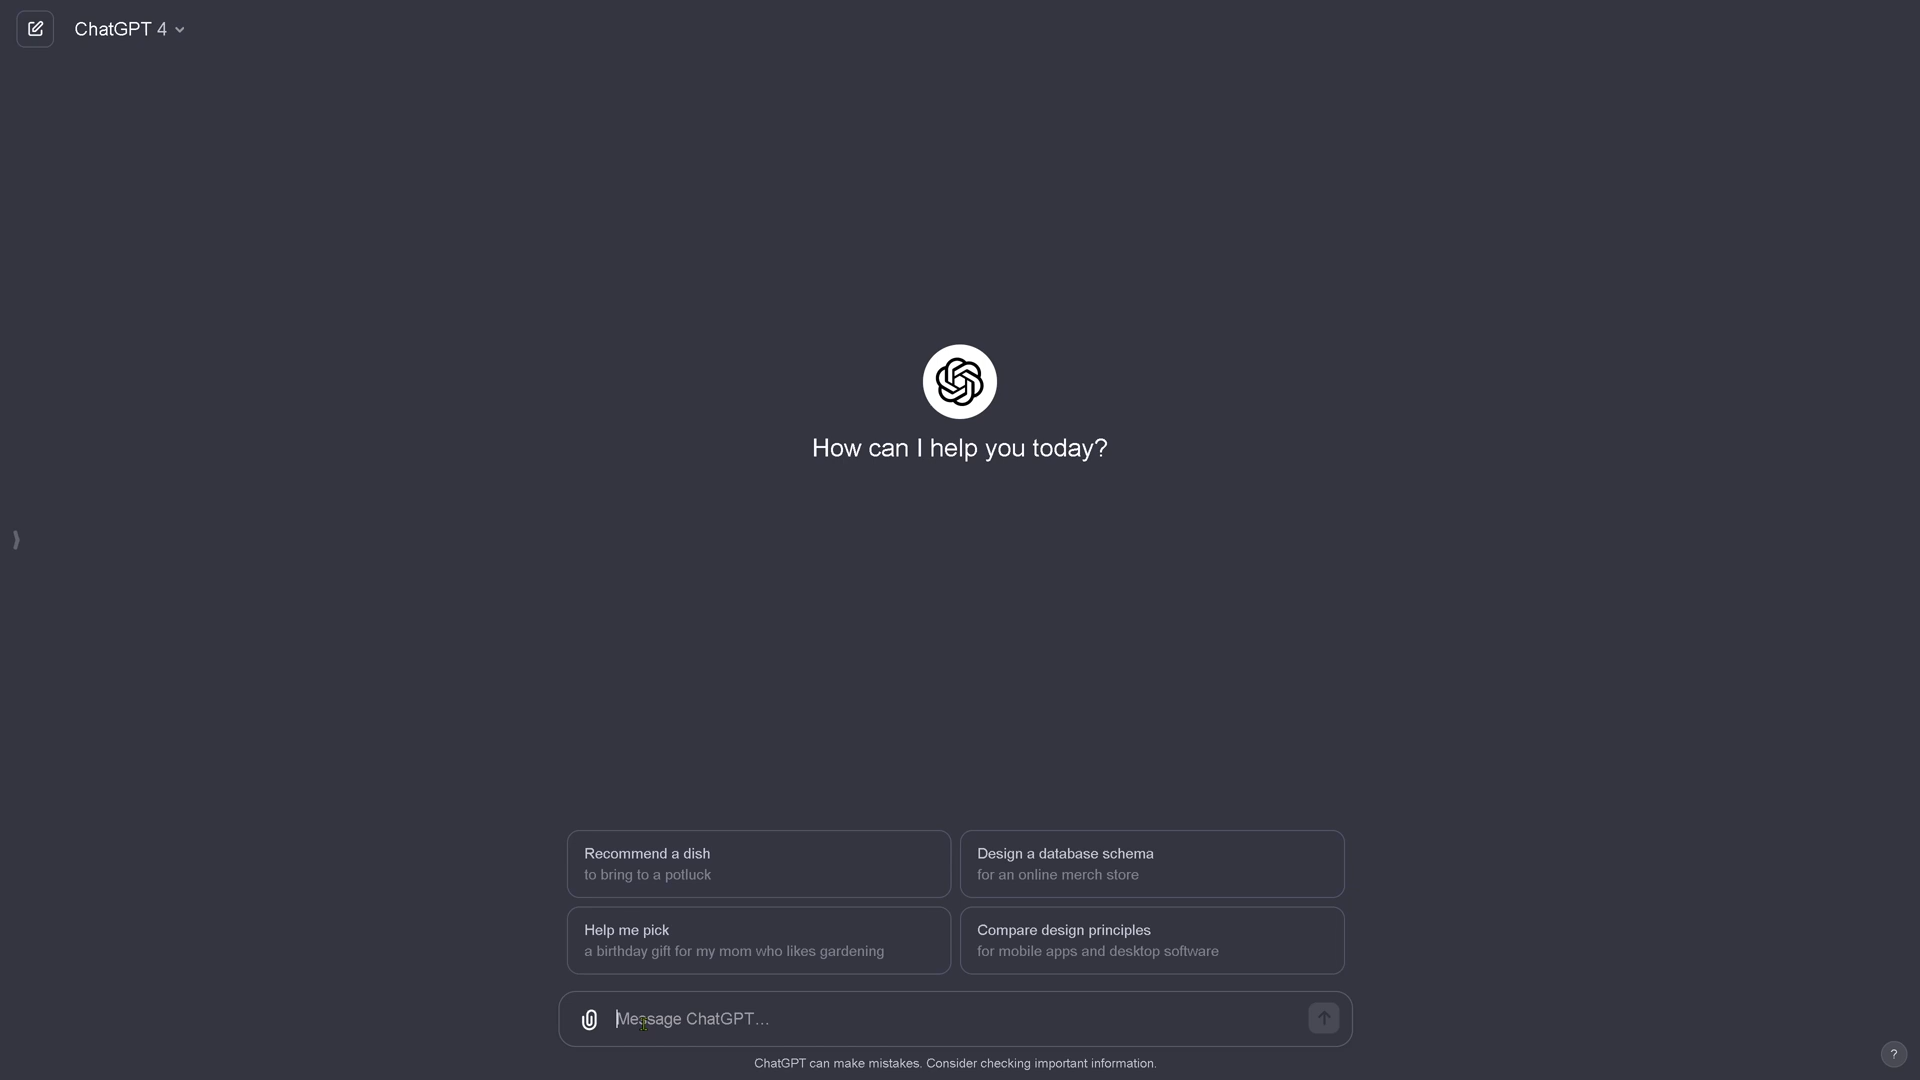 ChatGPT 4
How can I help you today?
Recommend a dish
to bring to a potluck
Design a database schema
for an online merch store
Help me pick
a birthday gift for my mom who likes gardening
Compare design principles
for mobile apps and desktop software
Message ChatGPT…
ChatGPT can make mistakes. Consider checking important information.
?